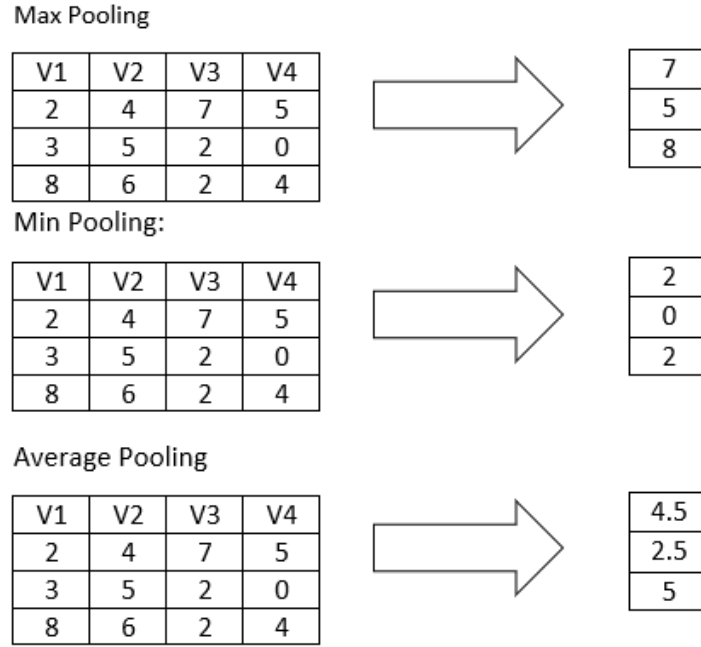 Max Pooling
V1 V2 V3 V4 7
2 4 7 5 5
3 5 2 0 8
8 6 2 4
Min Pooling:
V1 V2 V3 V4 2
2 4 7 5 0
3 5 2 0 2
8 6 2 4
Average Pooling
V1 V2 V3 V4 4.5
2 4 7 5 2.5
3 5 2 0 5
8 6 2 4